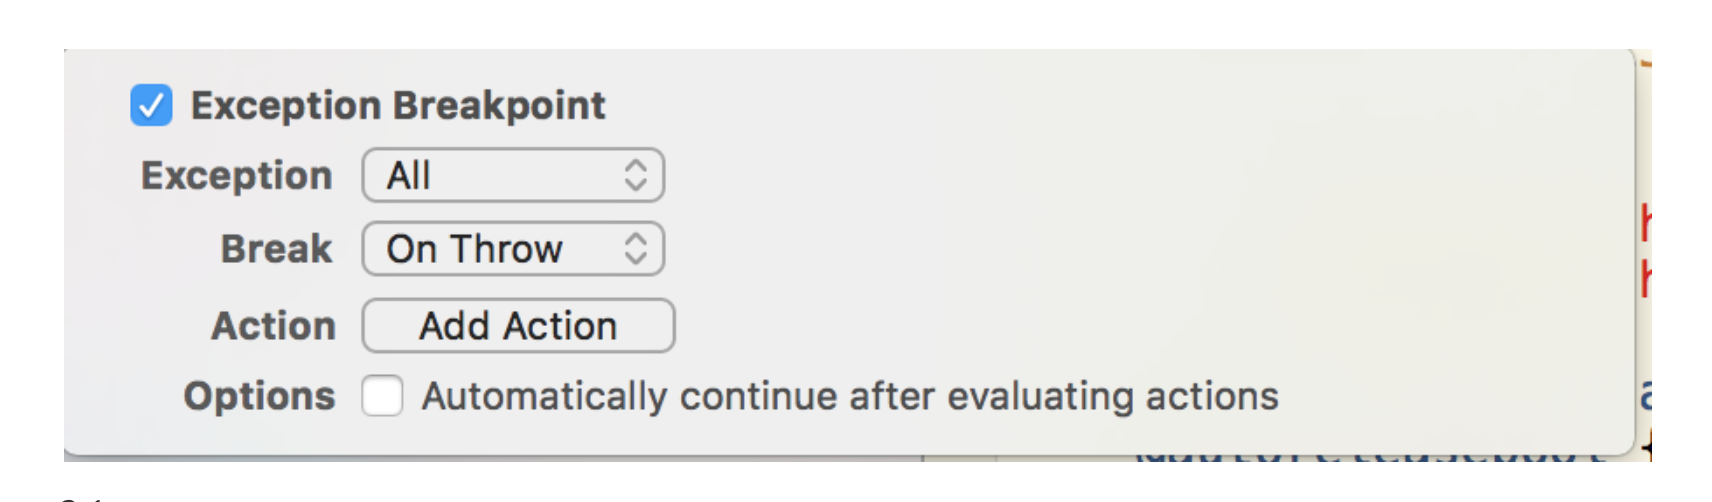 Exception Breakpoint
Exception All
Break On Throw
Action Add Action
Options Automatically continue after evaluating actions